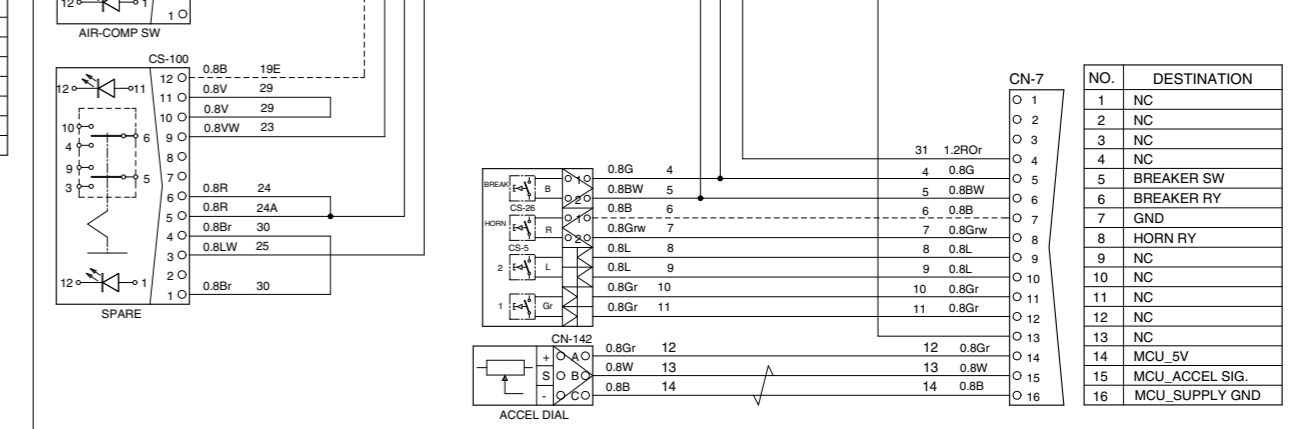 12 1
1
AIR-COMP SW
CS-100
12 0.8B 19E
12 11
11 0.8V 29
10 0.8V 29
9 0.8VW 23
10 6
4
8
9 5
3
7
6 0.8R 24
5 0.8R 24A
4 0.8Br 30
3 0.8LW 25
2
12 1
1 0.8Br 30
SPARE
BREAK B 1 0.8G 4
2 0.8BW 5
CS-26
HORN R 1 0.8B 6
2 0.8Grw 7
CS-5
2 L 0.8L 8
0.8L 9
1 Gr 0.8Gr 10
0.8Gr 11
CN-142
+ A 0.8Gr 12
S B 0.8W 13
- C 0.8B 14
ACCEL DIAL
CN-7
1
2
3
31 1.2ROr 4
4 0.8G 5
5 0.8BW 6
6 0.8B 7
7 0.8Grw 8
8 0.8L 9
9 0.8L 10
10 0.8Gr 11
11 0.8Gr 12
13
12 0.8Gr 14
13 0.8W 15
14 0.8B 16
NO. DESTINATION
1 NC
2 NC
3 NC
4 NC
5 BREAKER SW
6 BREAKER RY
7 GND
8 HORN RY
9 NC
10 NC
11 NC
12 NC
13 NC
14 MCU_5V
15 MCU_ACCEL SIG.
16 MCU_SUPPLY GND